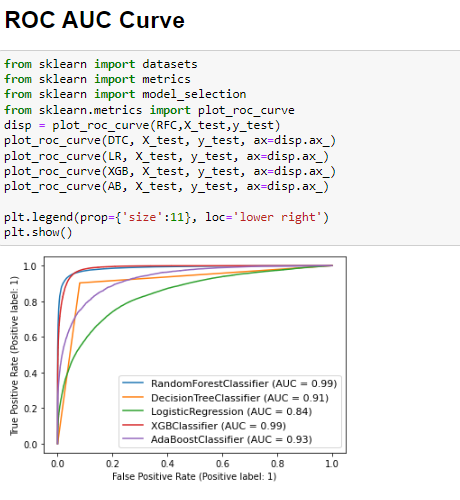 ROC AUC Curve
from sklearn import datasets
from sklearn import metrics
from sklearn import model_selection
from sklearn.metrics import plot_roc_curve
disp = plot_roc_curve(RFC,X_test,y_test)
plot_roc_curve(DTC, X_test, y_test, ax=disp.ax_)
plot_roc_curve(LR, X_test, y_test, ax=disp.ax_)
plot_roc_curve(XGB, X_test, y_test, ax=disp.ax_)
plot_roc_curve(AB, X_test, y_test, ax=disp.ax_)
plt.legend(prop={'size':11}, loc='lower right')
plt.show()
True Positive Rate (Positive label: 1)
1.0
0.8
0.6
0.4
0.2
0.0
RandomForestClassifier (AUC = 0.99)
DecisionTreeClassifier (AUC = 0.91)
LogisticRegression (AUC = 0.84)
XGBClassifier (AUC = 0.99)
AdaBoostClassifier (AUC = 0.93)
0.0 0.2 0.4 0.6 0.8 1.0
False Positive Rate (Positive label: 1)